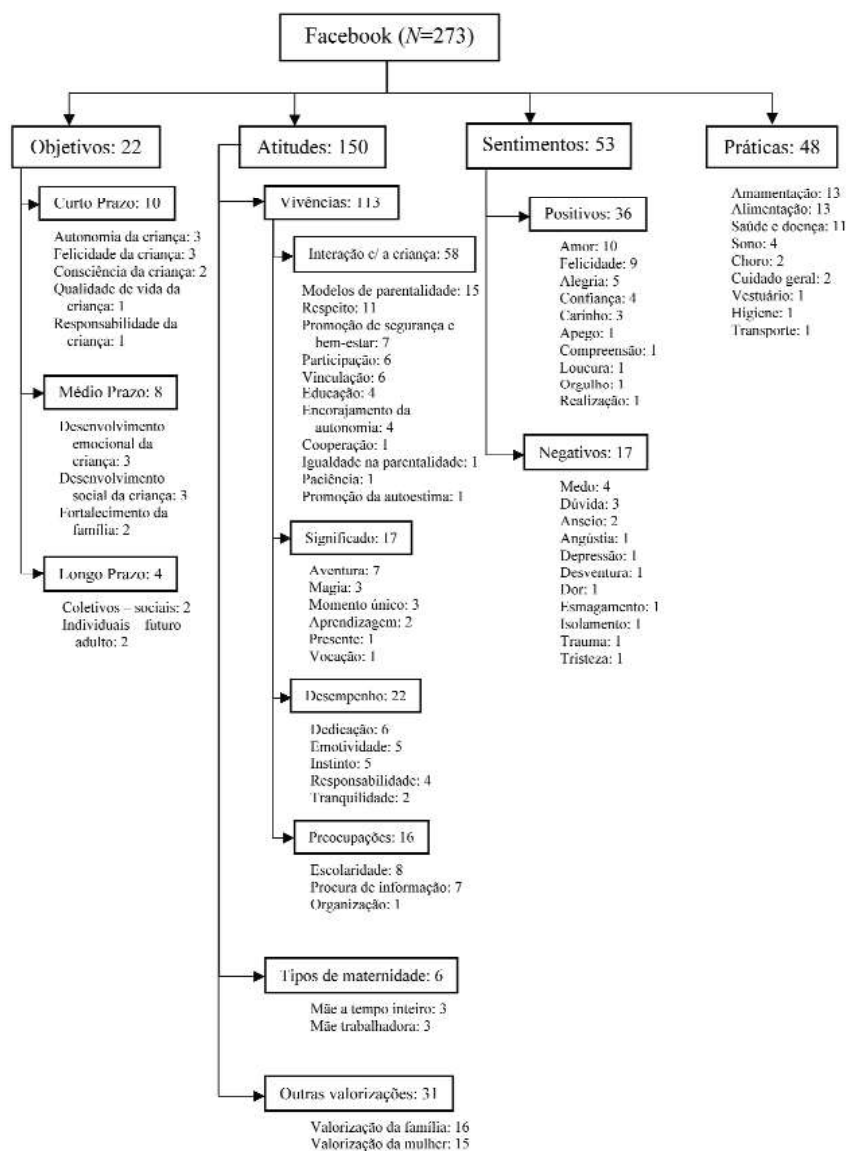 Facebook (N=273)
Objetivos: 22
Curto Prazo: 10
Autonomia da criança: 3
Felicidade da criança: 3
Consciência da criança: 2
Qualidade de vida da
criança: 1
Responsabilidade da
criança: 1
Médio Prazo: 8
Desenvolvimento
emocional da
criança: 3
Desenvolvimento
social da criança: 3
Fortalecimento da
família: 2
Longo Prazo: 4
Coletivos – sociais: 2
Individuais futuro
adulto: 2
Atitudes: 150
Vivências: 113
Interação c/ a criança: 58
Modelos de parentalidade: 15
Respeito: 11
Promoção de segurança e
bem-estar: 7
Participação: 6
Vinculação: 6
Educação: 4
Encorajamento da
autonomia: 4
Cooperação: 1
Igualdade na parentalidade: 1
Paciência: 1
Promoção da autoestima: 1
Significado: 17
Aventura: 7
Magia: 3
Momento único: 3
Aprendizagem: 2
Presente: 1
Vocação: 1
Desempenho: 22
Dedicação: 6
Emotividade: 5
Instinto: 5
Responsabilidade: 4
Tranquilidade: 2
Preocupações: 16
Escolaridade: 8
Procura de informação: 7
Organização: 1
Tipos de maternidade: 6
Mãe a tempo inteiro: 3
Mãe trabalhadora: 3
Outras valorizações: 31
Valorização da família: 16
Valorização da mulher: 15
Sentimentos: 53
Positivos: 36
Amor: 10
Felicidade: 9
Alegria: 5
Confiança: 4
Carinho: 3
Apego: 1
Compreensão: 1
Loucura: 1
Orgulho: 1
Realização: 1
Negativos: 17
Medo: 4
Dúvida: 3
Anseio: 2
Angústia: 1
Depressão: 1
Desventura: 1
Dor: 1
Esmagamento: 1
Isolamento: 1
Trauma: 1
Tristeza: 1
Práticas: 48
Amamentação: 13
Alimentação: 13
Saúde e doença: 11
Sono: 4
Choro: 2
Cuidado geral: 2
Vestuário: 1
Higiene: 1
Transporte: 1